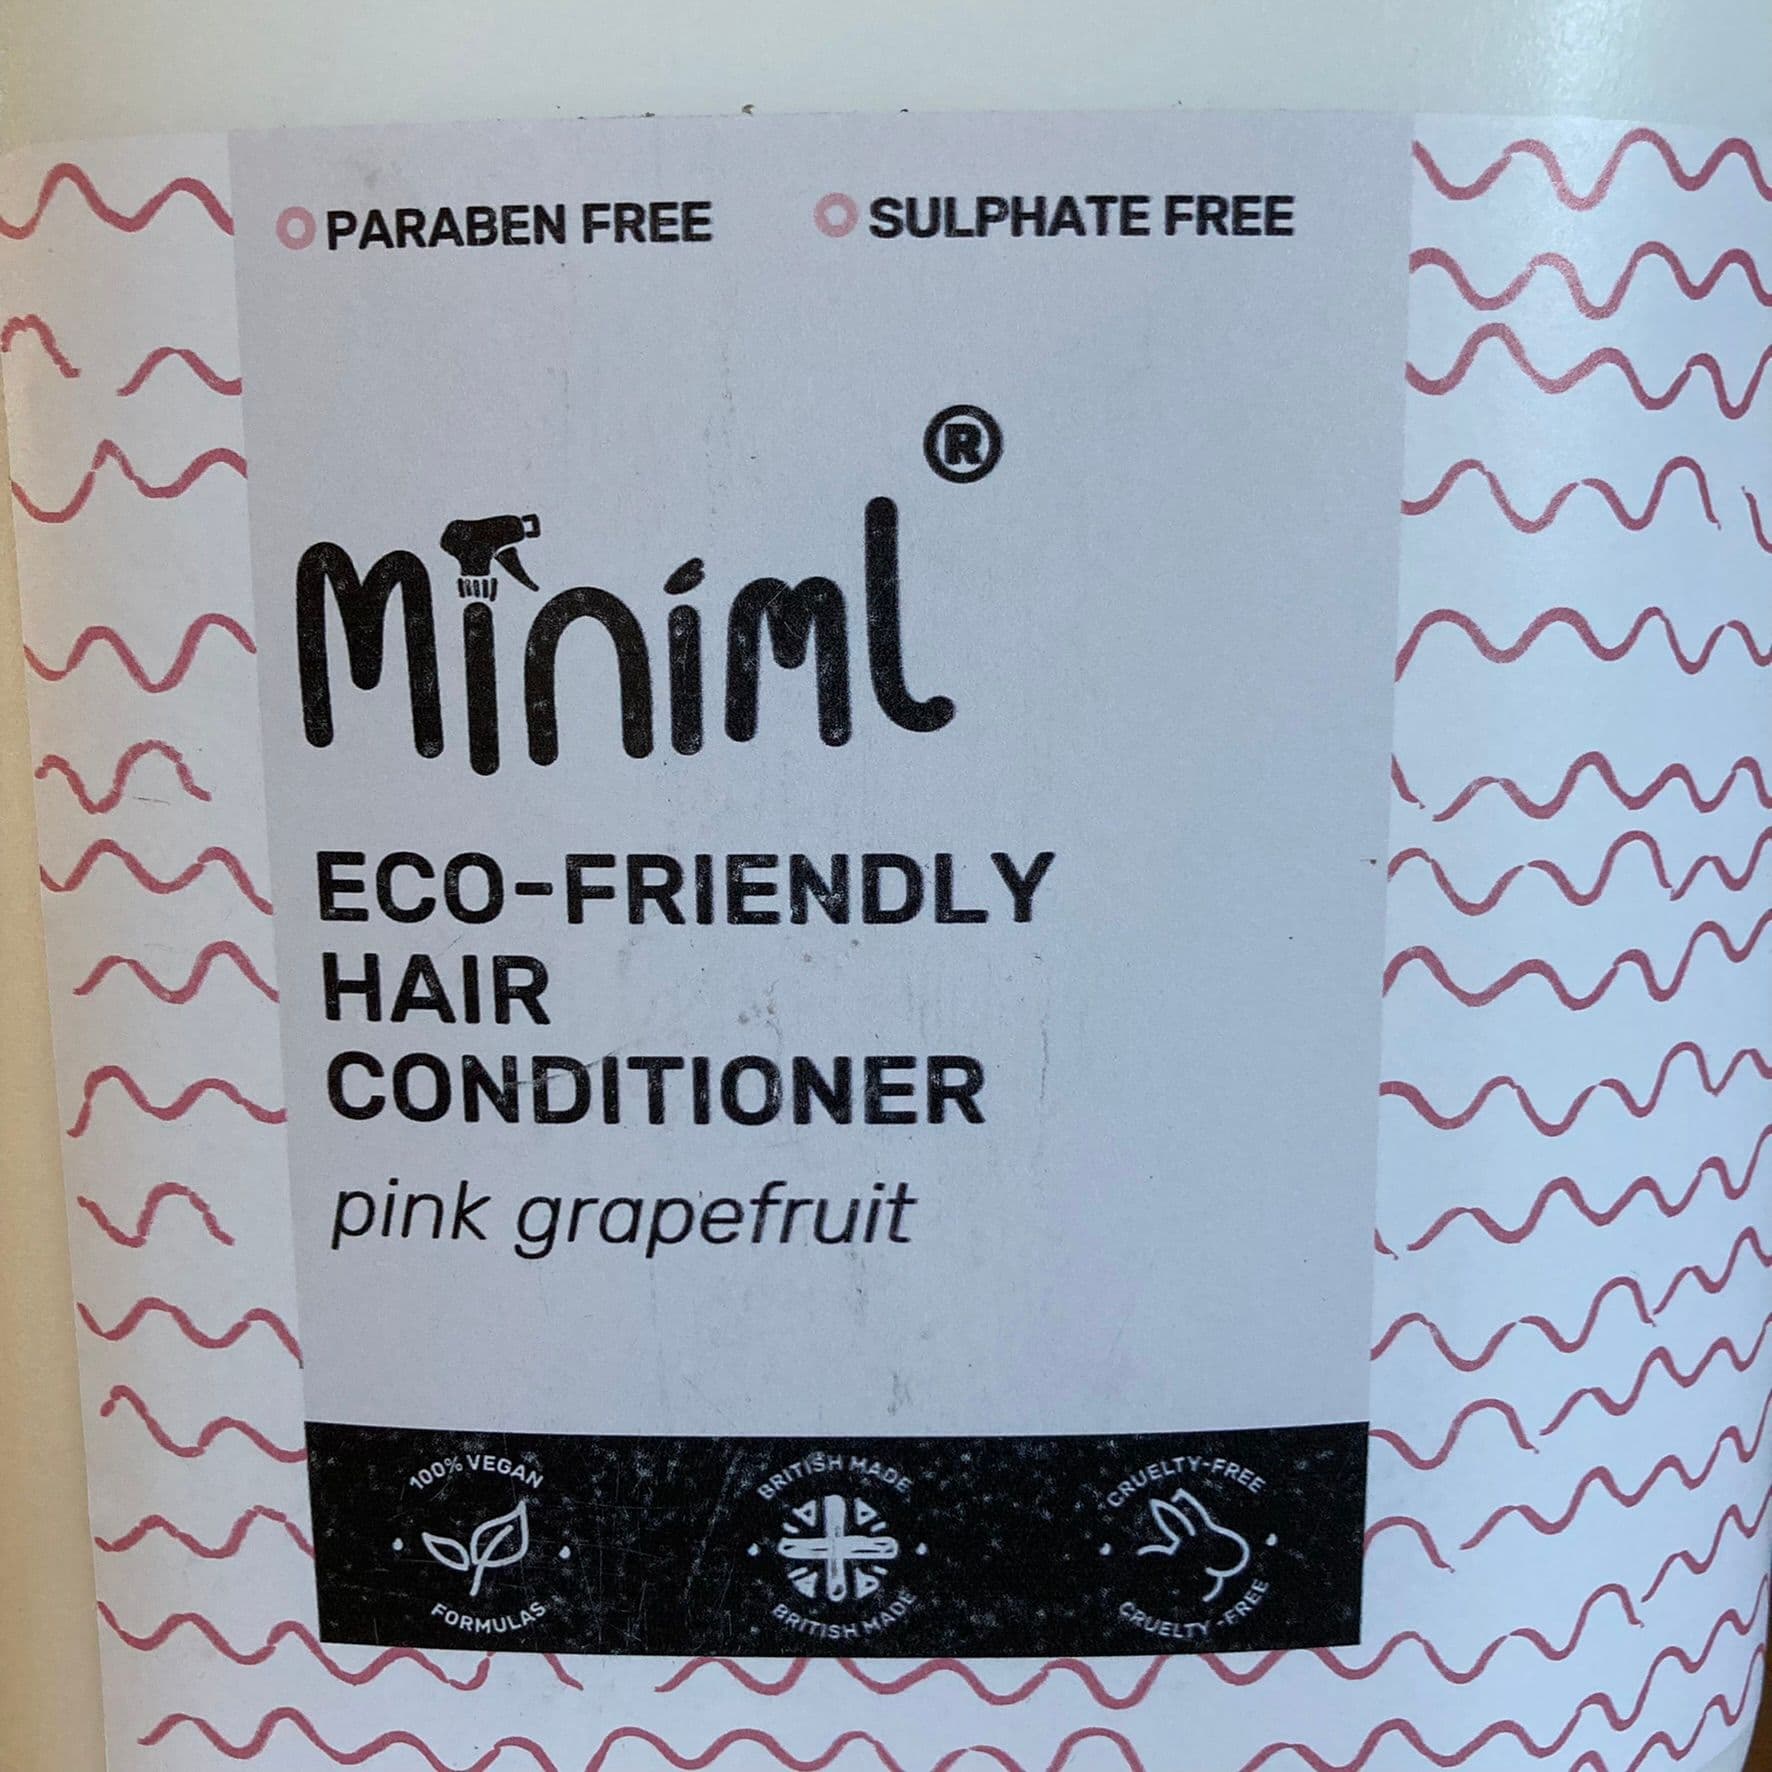 PARABEN FREE SULPHATE FREE
Miniml®
ECO-FRIENDLY
HAIR
CONDITIONER
pink grapefruit
100% VEGAN BRITISH MADE CRUELTY-FREE
FORMULAS BRITISH MADE CRUELTY-FREE